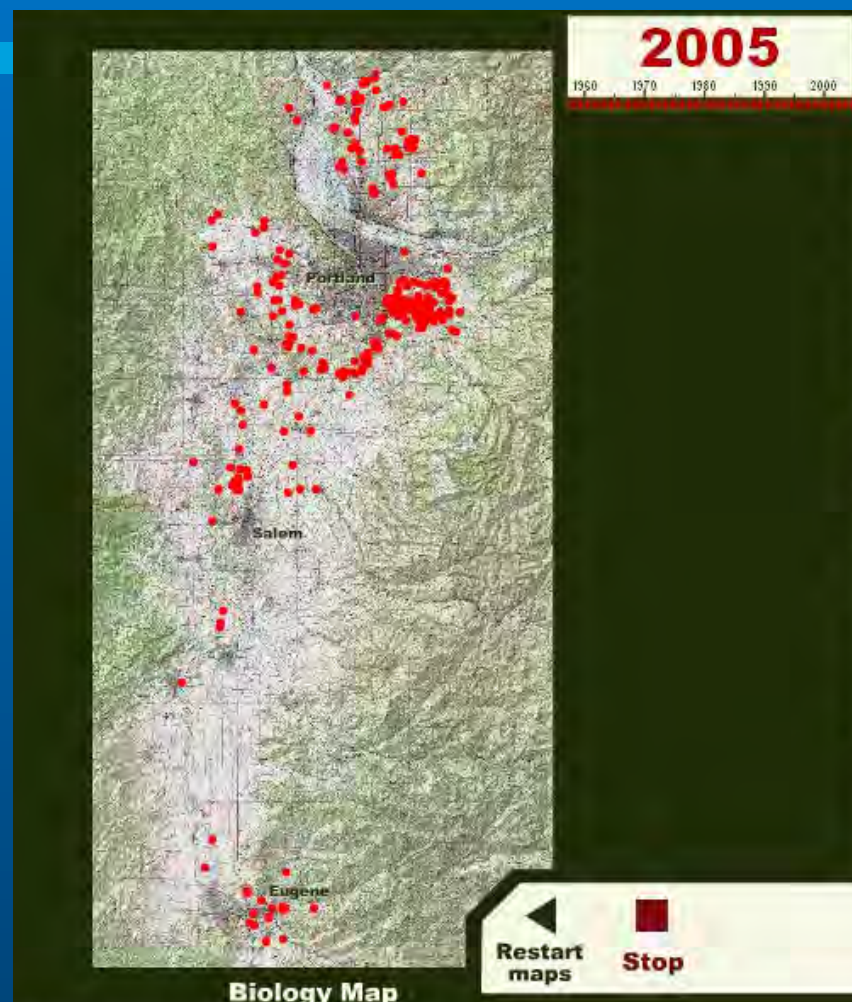 2005
1960 1970 1980 1990 2000
Portland
Salem
Eugene
Restart
maps
Stop
Biology Map